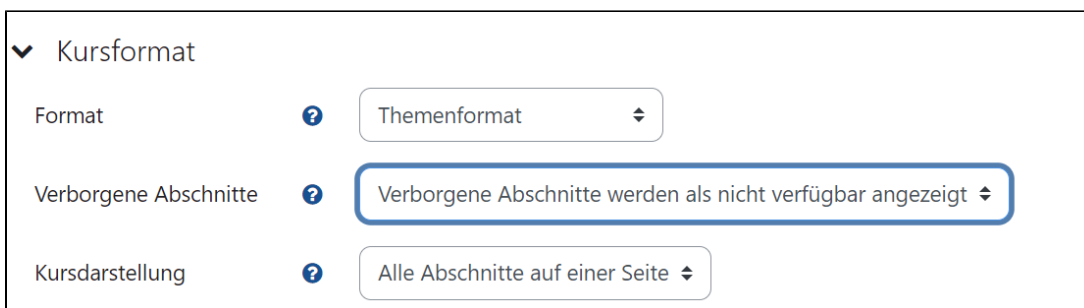 Kursformat
Format
Themenformat
Verborgene Abschnitte
Verborgene Abschnitte werden als nicht verfügbar angezeigt
Kursdarstellung
Alle Abschnitte auf einer Seite